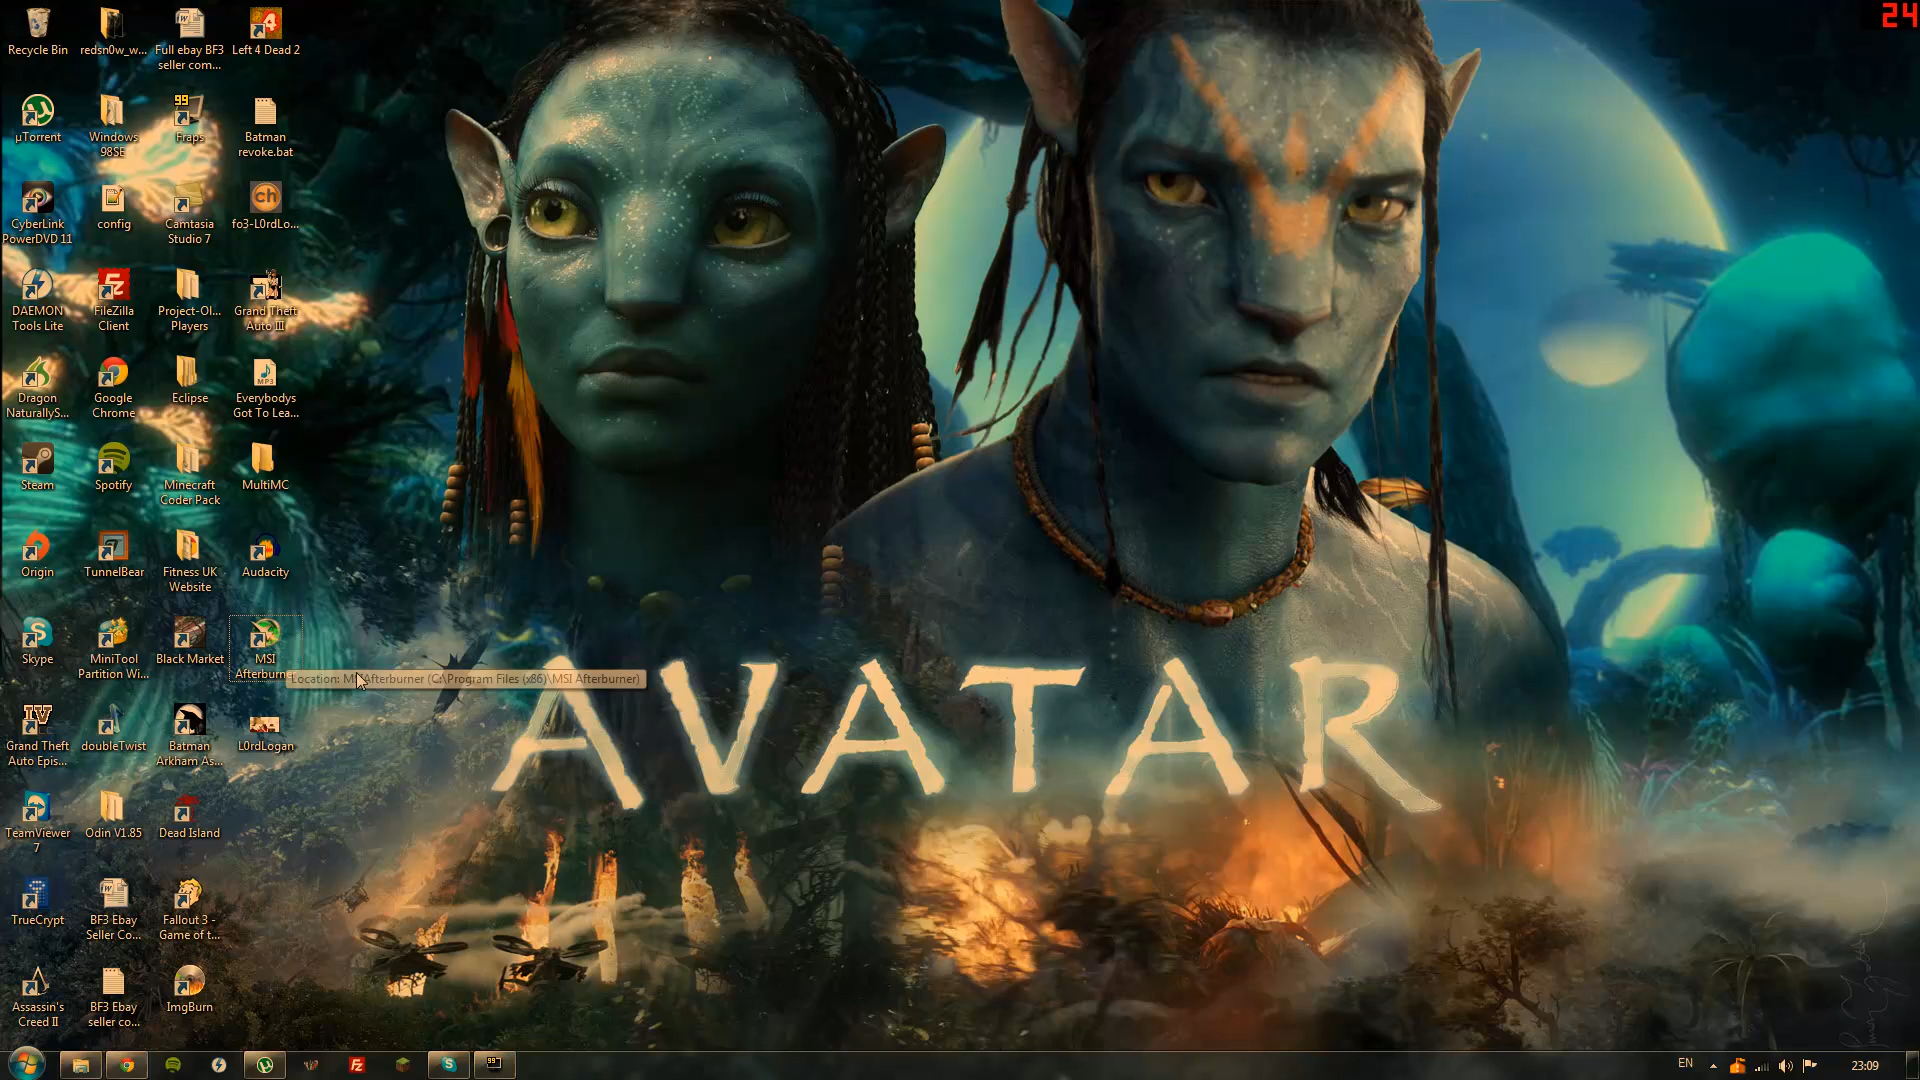 24
Recycle Bin
redsn0w_w...
Full ebay BF3
seller com...
Left 4 Dead 2
µTorrent
Windows
98SE
99
Fraps
Batman
revoke.bat
CyberLink
PowerDVD 11
config
Camtasia
Studio 7
ch
fo3-L0rdLo...
DAEMON
Tools Lite
FileZilla
Client
Project-Ol...
Players
Grand Theft
Auto III
Dragon
NaturallyS...
Google
Chrome
Eclipse
MP3
Everybodys
Got To Lea...
Steam
Spotify
Minecraft
Coder Pack
MultiMC
Origin
TunnelBear
Fitness UK
Website
Audacity
Skype
MiniTool
Partition Wi...
Black Market
MSI
Afterburne
Location: MSI Afterburner (C:\Program Files (x86)\MSI Afterburner)
AVATAR
IV
Grand Theft
Auto Epis...
doubleTwist
Batman
Arkham As...
L0rdLogan
TeamViewer
7
Odin V1.85
Dead Island
TrueCrypt
BF3 Ebay
Seller Co...
Fallout 3 -
Game of t...
Assassin's
Creed II
BF3 Ebay
seller co...
ImgBurn
99
EN
23:09